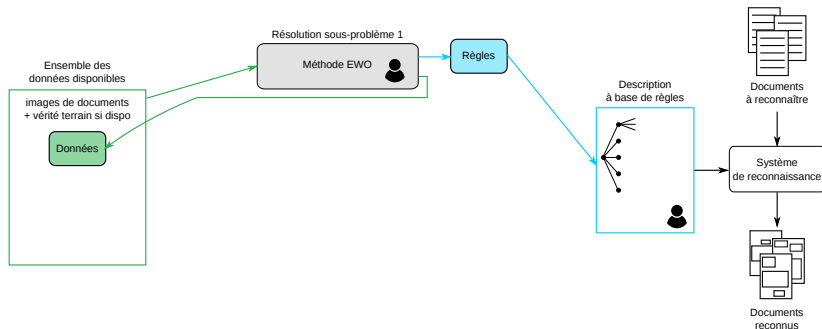 Ensemble des
données disponibles
images de documents
+ vérité terrain si dispo
Données
Résolution sous-problème 1
Méthode EWO
Règles
Description
à base de règles
Documents
à reconnaître
Système
de reconnaissance
Documents
reconnus